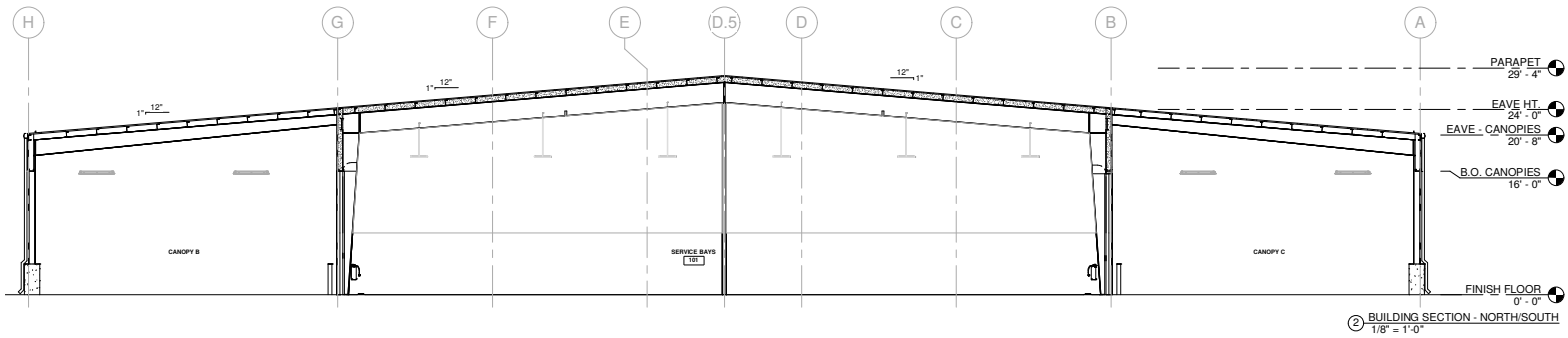 H G F E D.5 D C B A
PARAPET
29' - 4"
12"
1"
12"
1"
12"
1"
EAVE HT.
24' - 0"
EAVE - CANOPIES
20' - 8"
B.O. CANOPIES
16' - 0"
CANOPY B
SERVICE BAYS
101
CANOPY C
FINISH FLOOR
0' - 0"
2 BUILDING SECTION - NORTH/SOUTH
1/8" = 1'-0"